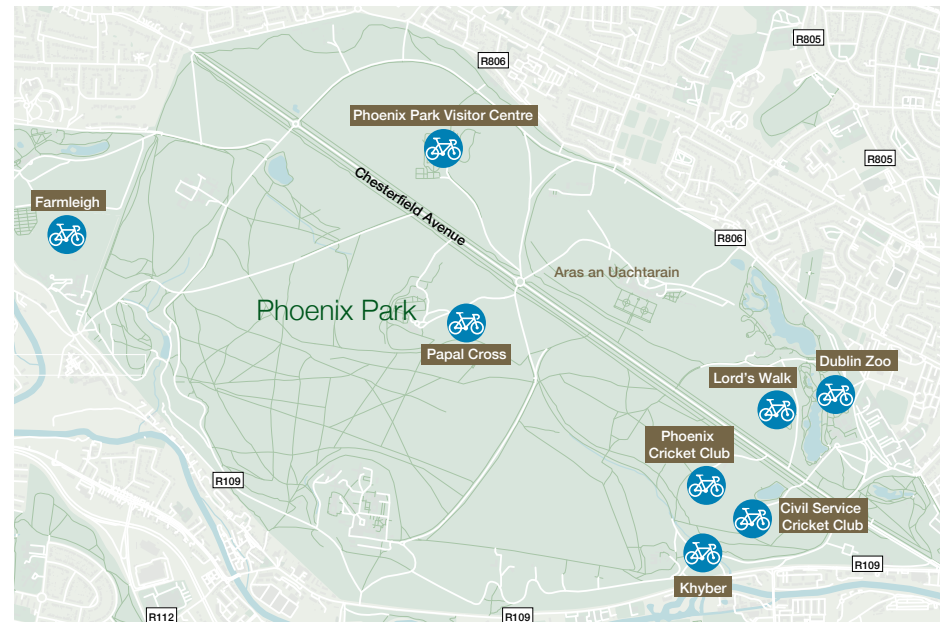 R805
R806
Phoenix Park Visitor Centre
R805
Chesterfield Avenue
Farmleigh
R806
Aras an Uachtarain
Phoenix Park
Papal Cross
Dublin Zoo
Lord's Walk
Phoenix
Cricket Club
R109
Civil Service
Cricket Club
R109
Khyber
R112
R109